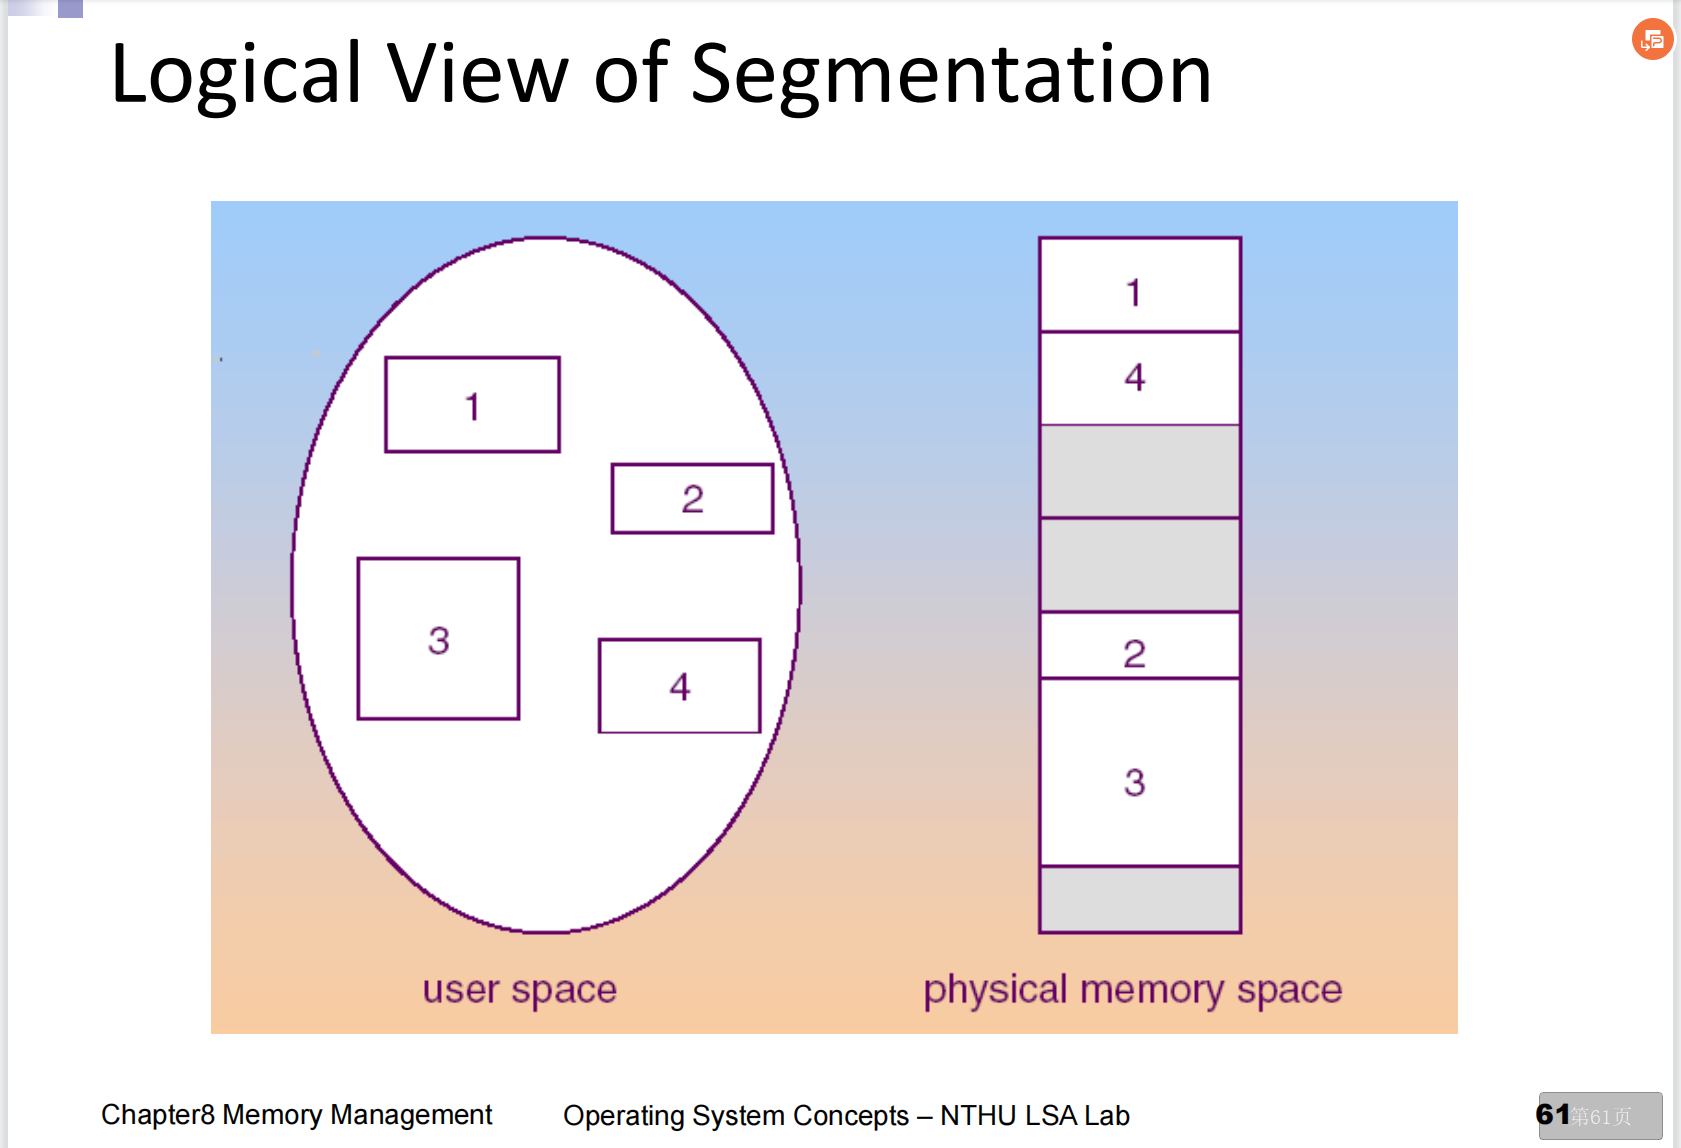 Logical View of Segmentation
1
2
3
4
1
4
2
3
user space
physical memory space
Chapter8 Memory Management
Operating System Concepts – NTHU LSA Lab
61
第61页